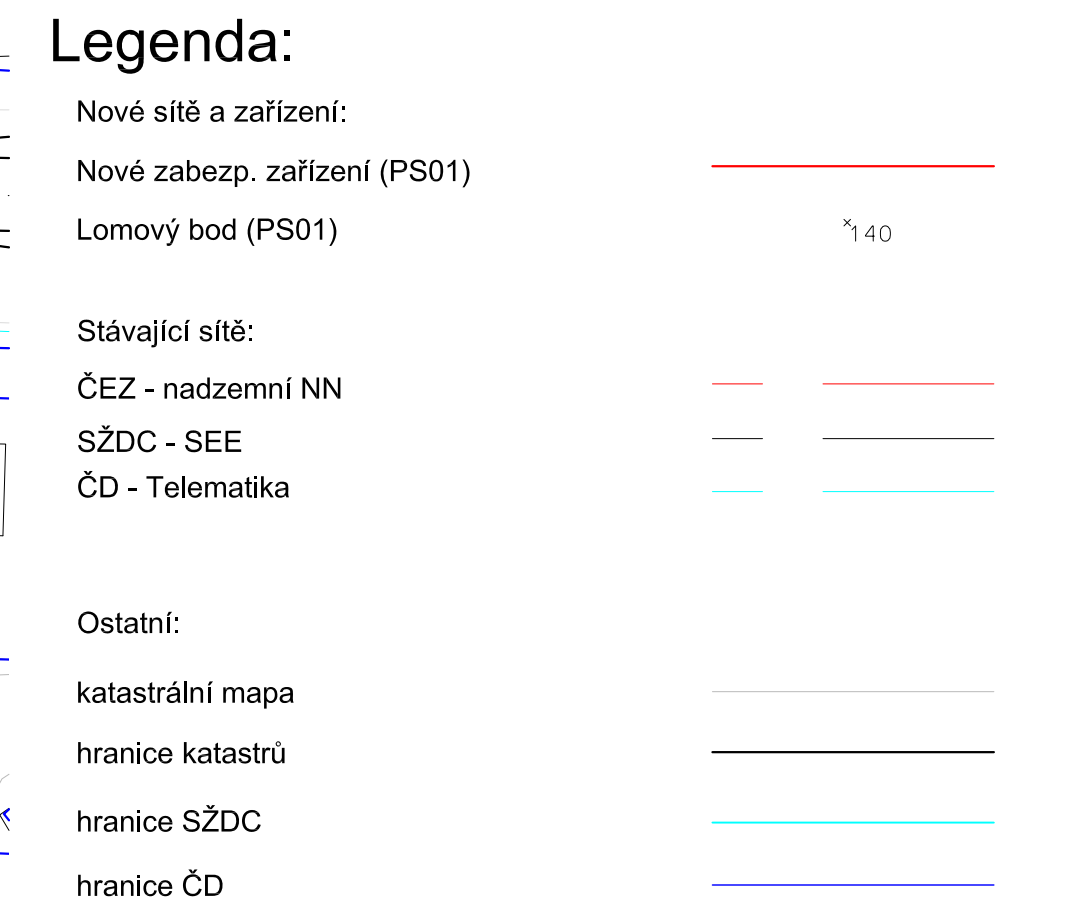 Legenda:
Nové sítě a zařízení:
Nové zabezp. zařízení (PS01)
Lomový bod (PS01)
×140
Stávající sítě:
ČEZ - nadzemní NN
SŽDC - SEE
ČD - Telematika
Ostatní:
katastrální mapa
hranice katastrů
hranice SŽDC
hranice ČD